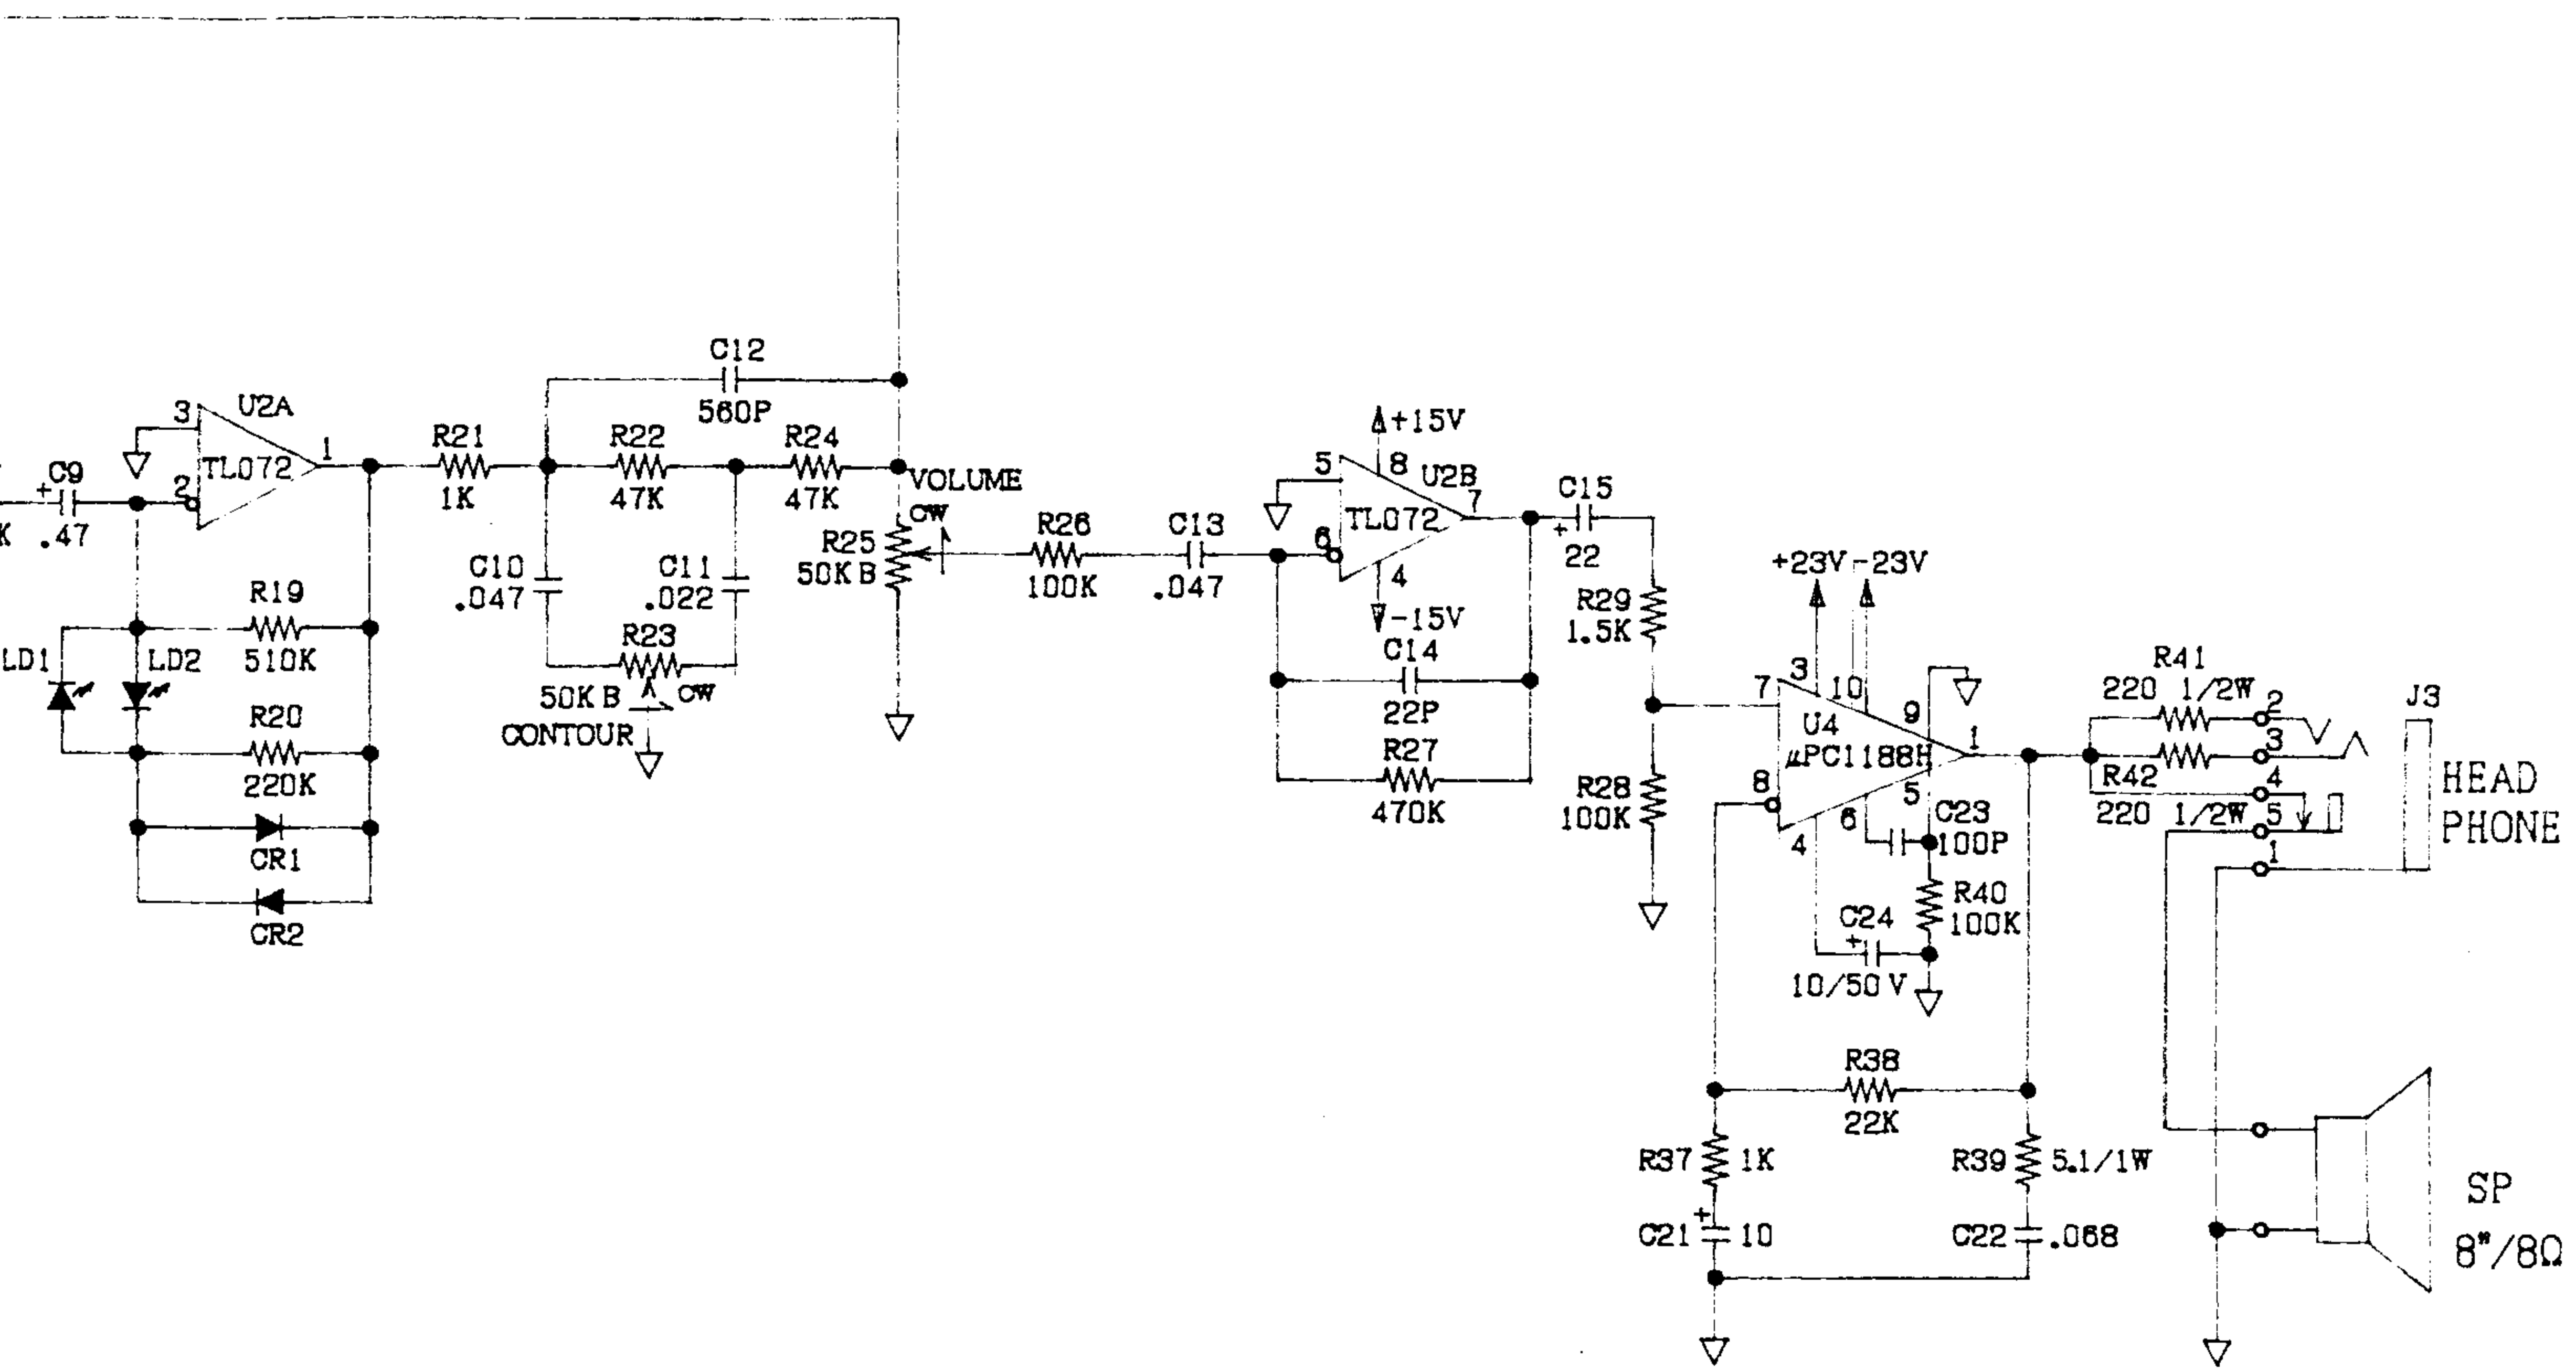 C12
560P
U2A
3
1
TL072
2
+
C9
K .47
R21
1K
R22
47K
R24
47K
VOLUME
CW
R25
50K B
R26
100K
C13
.047
+15V
5
8
U2B
7
TL072
6
4
-15V
C15
+
22
C14
22P
R27
470K
R19
510K
LD1
LD2
R20
220K
CR1
CR2
C10
.047
C11
.022
R23
50K B
CW
CONTOUR
R29
1.5K
R28
100K
+23V
-23V
3
10
7
9
U4
1
µPC1188H
8
5
6
4
C23
100P
R40
100K
C24
+
10/50 V
R41
220 1/2W
2
3
R42
4
220 1/2W
5
1
J3
HEAD
PHONE
R38
22K
R37
1K
R39
5.1/1W
+
C21
10
C22
.068
SP
8"/8Ω